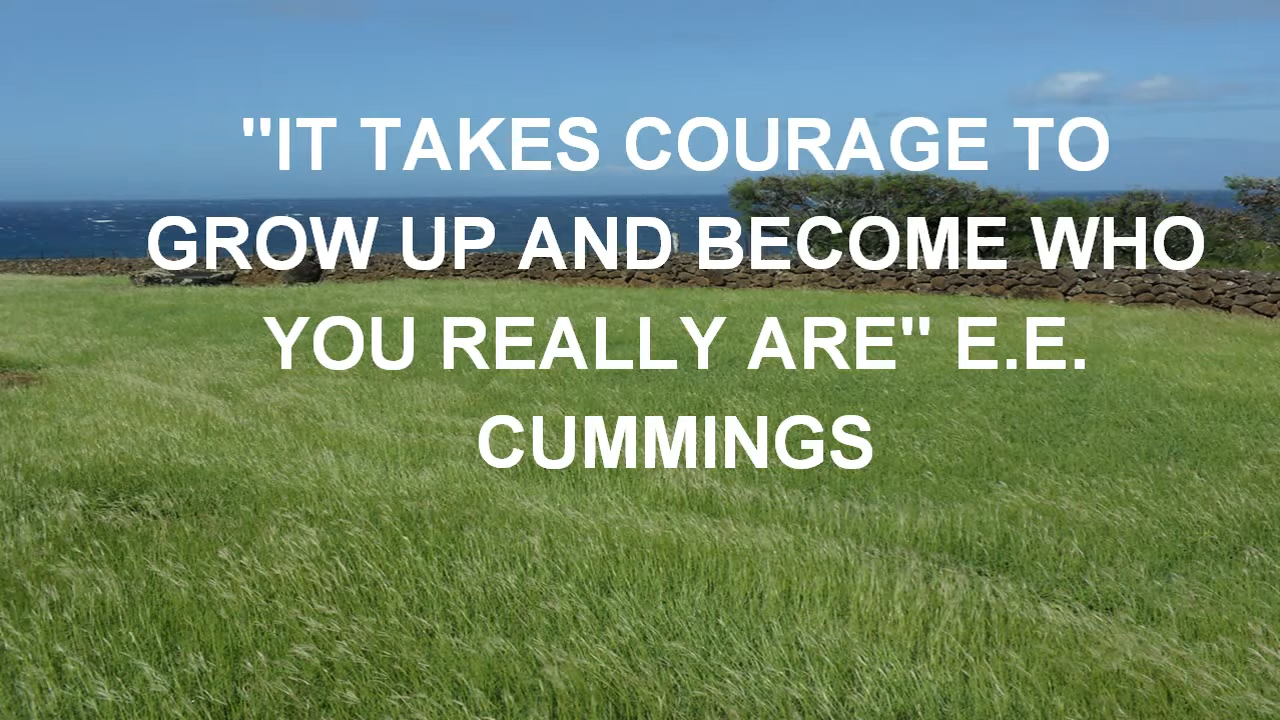 "IT TAKES COURAGE TO
GROW UP AND BECOME WHO
YOU REALLY ARE" E.E.
CUMMINGS